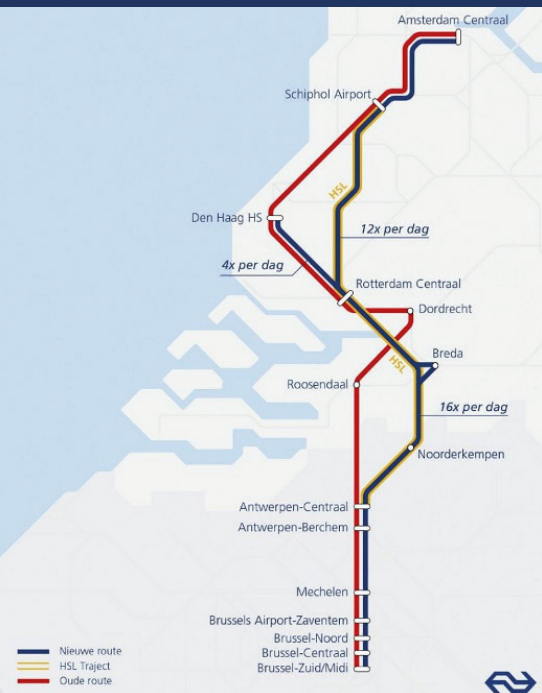 Amsterdam Centraal
Schiphol Airport
HSL
Den Haag HS
12x per dag
4x per dag
Rotterdam Centraal
Dordrecht
HSL
Breda
Roosendaal
16x per dag
Noorderkempen
Antwerpen-Centraal
Antwerpen-Berchem
Mechelen
Brussels Airport-Zaventem
Brussel-Noord
Brussel-Centraal
Brussel-Zuid/Midi
Nieuwe route
HSL Traject
Oude route